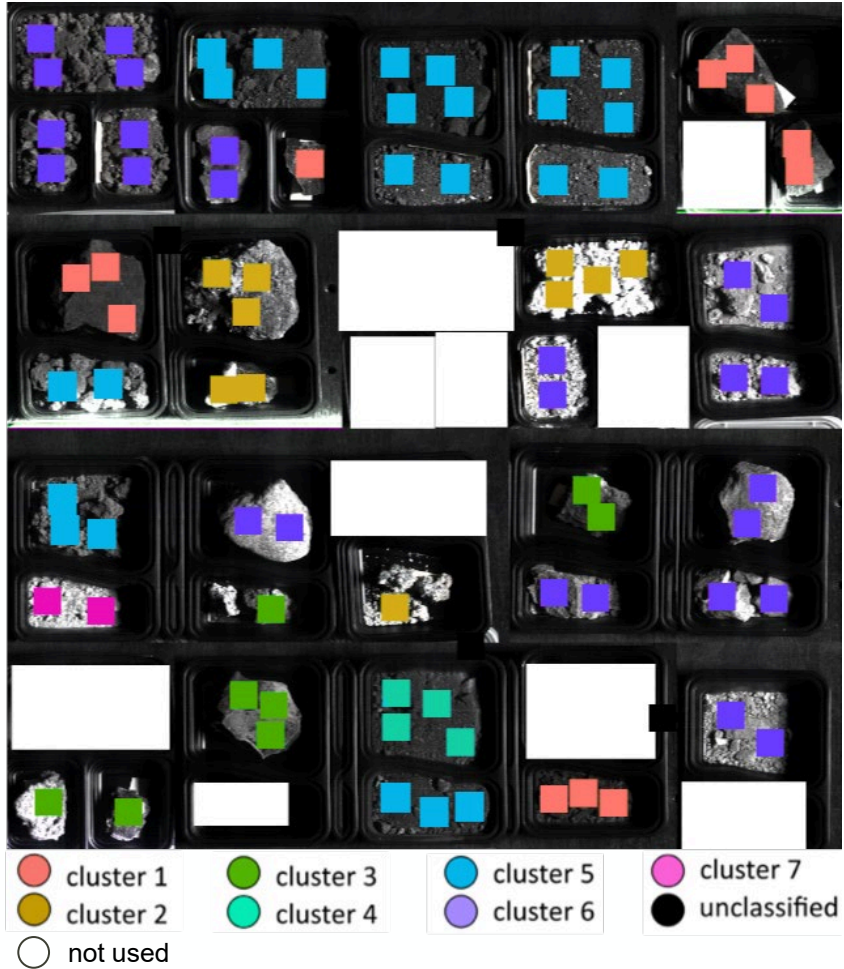 cluster 1
cluster 3
cluster 5
cluster 7
cluster 2
cluster 4
cluster 6
unclassified
not used